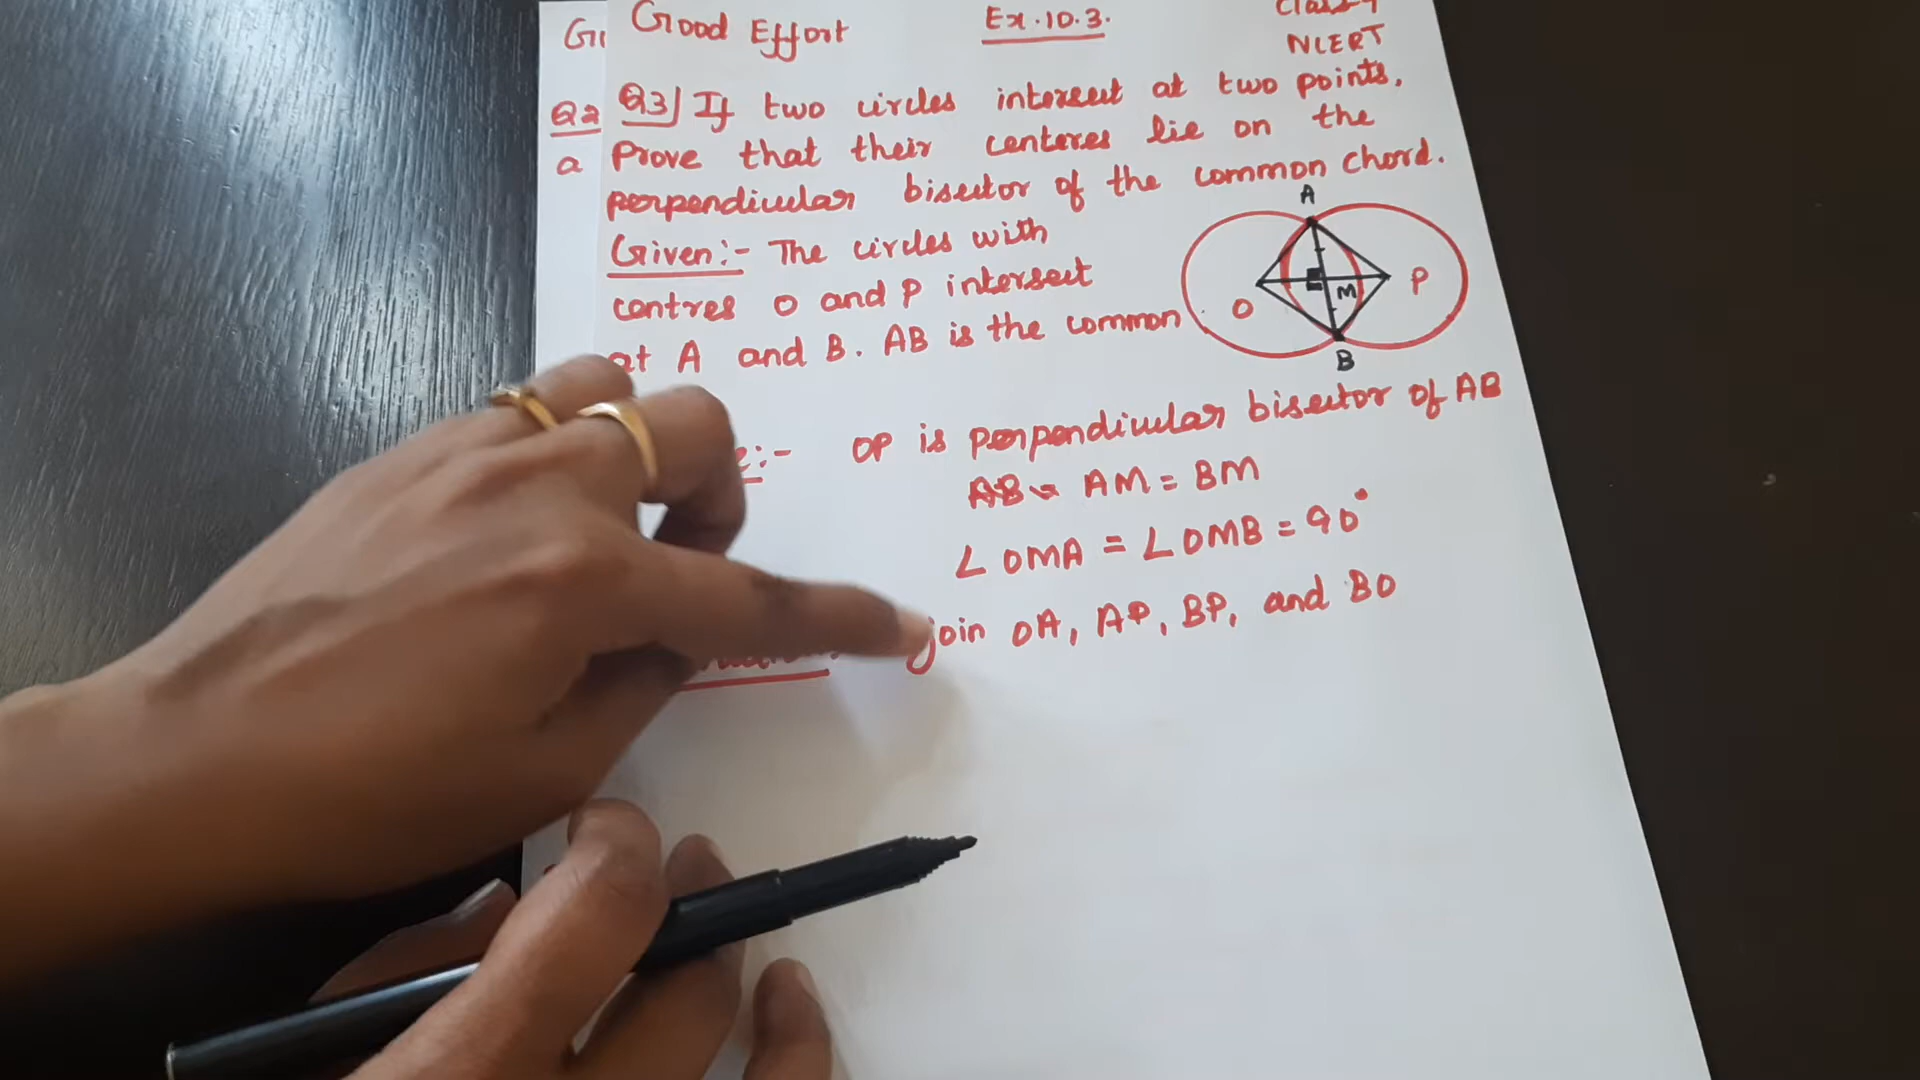 Good Effort Ex.10.3.
NCERT
Q2 Q3) If two circles intersect at two points,
a Prove that their centeres lie on the
perpendicular bisector of the common chord.
Given:- The circles with
centres O and P intersect
at A and B. AB is the common
A
O
M
P
B
OP is perpendicular bisector of AB
AM = BM
∠ OMA = ∠ OMB = 90°
join OA, AP, BP, and BO